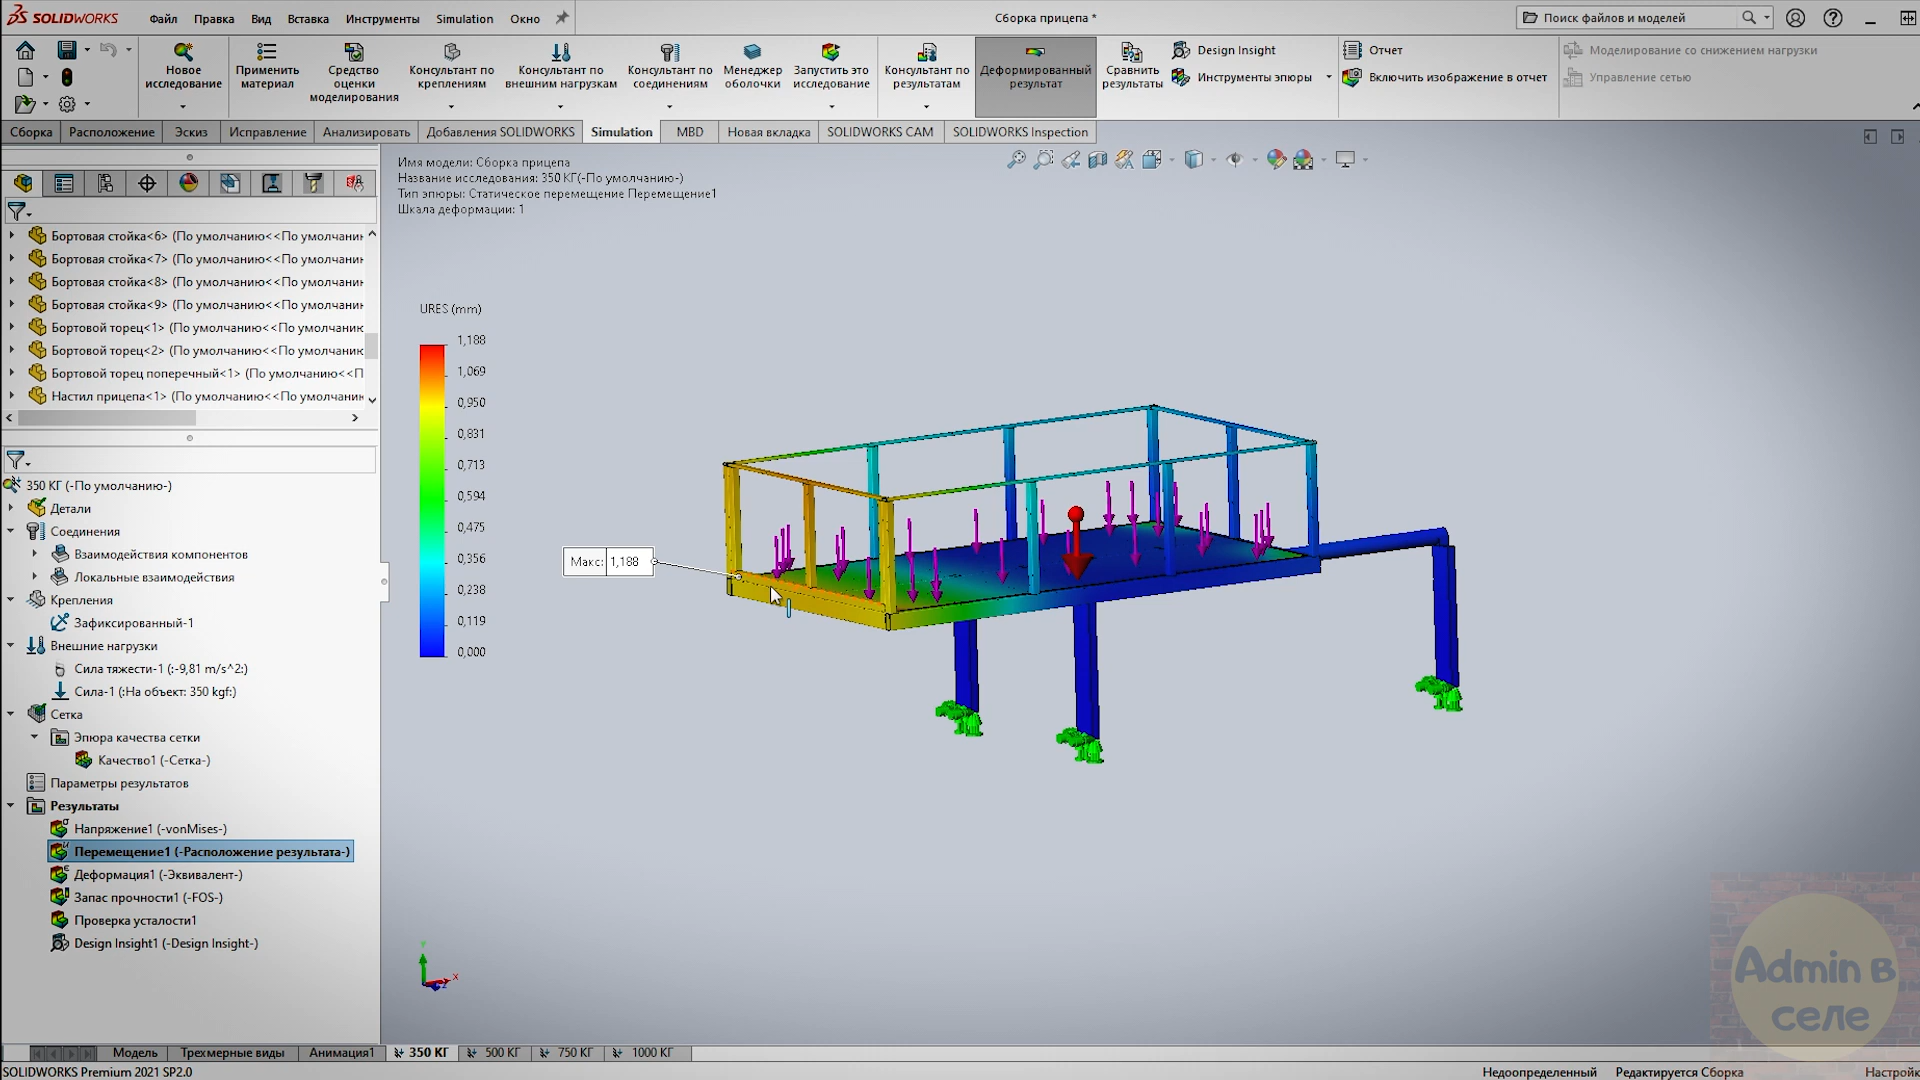 SOLIDWORKS Файл Правка Вид Вставка Инструменты Simulation Окно Сборка прицепа * Поиск файлов и моделей
Новое исследование
Применить материал
Средство оценки моделирования
Консультант по креплениям
Консультант по внешним нагрузкам
Консультант по соединениям
Менеджер оболочки
Запустить это исследование
Консультант по результатам
Деформированный результат
Сравнить результаты
Design Insight
Инструменты эпюры
Отчет
Включить изображение в отчет
Моделирование со снижением нагрузки
Управление сетью
Сборка Расположение Эскиз Исправление Анализировать Добавления SOLIDWORKS Simulation MBD Новая вкладка SOLIDWORKS CAM SOLIDWORKS Inspection
Имя модели: Сборка прицепа
Название исследования: 350 КГ(-По умолчанию-)
Тип эпюры: Статическое перемещение Перемещение1
Шкала деформации: 1
Бортовая стойка<6> (По умолчанию<<По умолчани
Бортовая стойка<7> (По умолчанию<<По умолчани
Бортовая стойка<8> (По умолчанию<<По умолчани
Бортовая стойка<9> (По умолчанию<<По умолчани
Бортовой торец<1> (По умолчанию<<По умолчани
Бортовой торец<2> (По умолчанию<<По умолчани
Бортовой торец поперечный<1> (По умолчанию<<П
Настил прицепа<1> (По умолчанию<<По умолчани
350 КГ (-По умолчанию-)
Детали
Соединения
Взаимодействия компонентов
Локальные взаимодействия
Крепления
Зафиксированный-1
Внешние нагрузки
Сила тяжести-1 (:-9,81 m/s^2:)
Сила-1 (:На объект: 350 kgf:)
Сетка
Эпюра качества сетки
Качество1 (-Сетка-)
Параметры результатов
Результаты
Напряжение1 (-vonMises-)
Перемещение1 (-Расположение результата-)
Деформация1 (-Эквивалент-)
Запас прочности1 (-FOS-)
Проверка усталости1
Design Insight1 (-Design Insight-)
URES (mm)
1,188
1,069
0,950
0,831
0,713
0,594
0,475
0,356
0,238
0,119
0,000
Макс: 1,188
Y
X
Z
Admin в
селе
Модель Трехмерные виды Анимация1 350 КГ 500 КГ 750 КГ 1000 КГ
SOLIDWORKS Premium 2021 SP2.0 Недоопределенный Редактируется Сборка Настройк